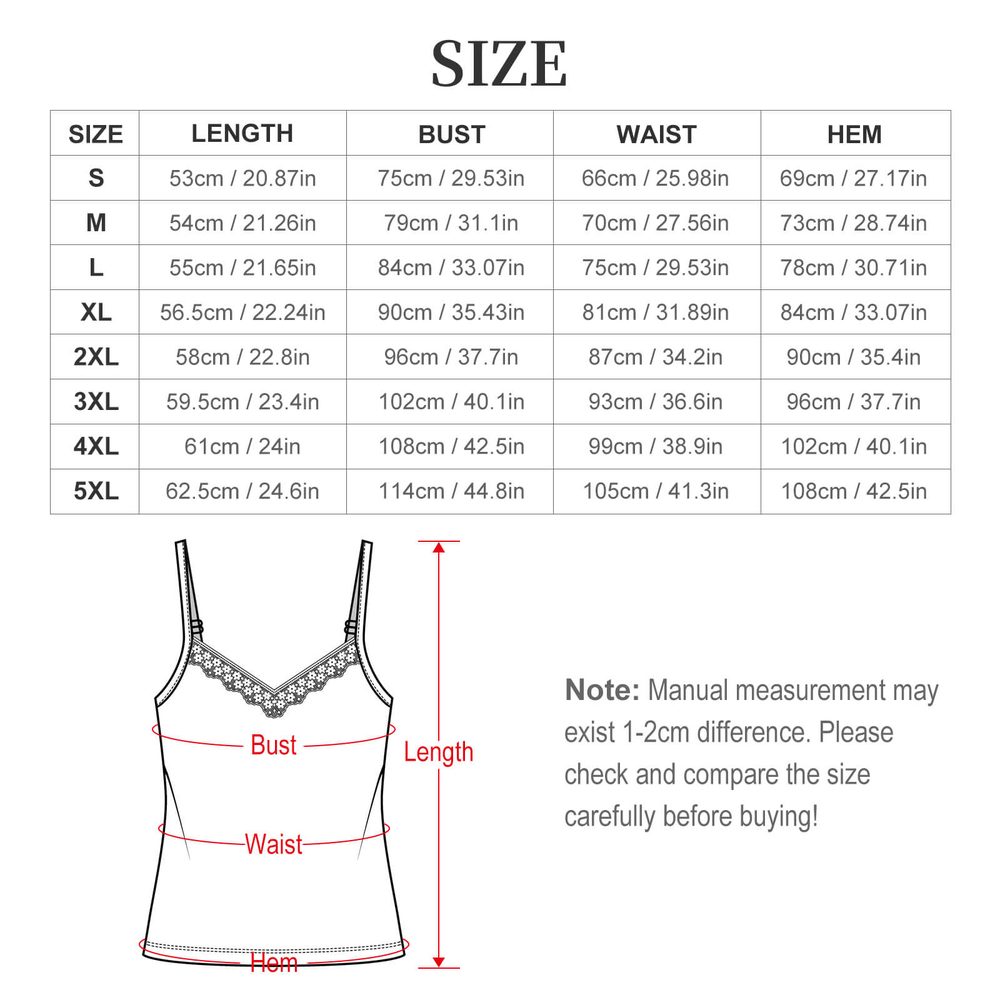 SIZE
SIZE LENGTH BUST WAIST HEM
S 53cm / 20.87in 75cm / 29.53in 66cm / 25.98in 69cm / 27.17in
M 54cm / 21.26in 79cm / 31.1in 70cm / 27.56in 73cm / 28.74in
L 55cm / 21.65in 84cm / 33.07in 75cm / 29.53in 78cm / 30.71in
XL 56.5cm / 22.24in 90cm / 35.43in 81cm / 31.89in 84cm / 33.07in
2XL 58cm / 22.8in 96cm / 37.7in 87cm / 34.2in 90cm / 35.4in
3XL 59.5cm / 23.4in 102cm / 40.1in 93cm / 36.6in 96cm / 37.7in
4XL 61cm / 24in 108cm / 42.5in 99cm / 38.9in 102cm / 40.1in
5XL 62.5cm / 24.6in 114cm / 44.8in 105cm / 41.3in 108cm / 42.5in
Bust
Length
Waist
Hem
Note: Manual measurement may
exist 1-2cm difference. Please
check and compare the size
carefully before buying!